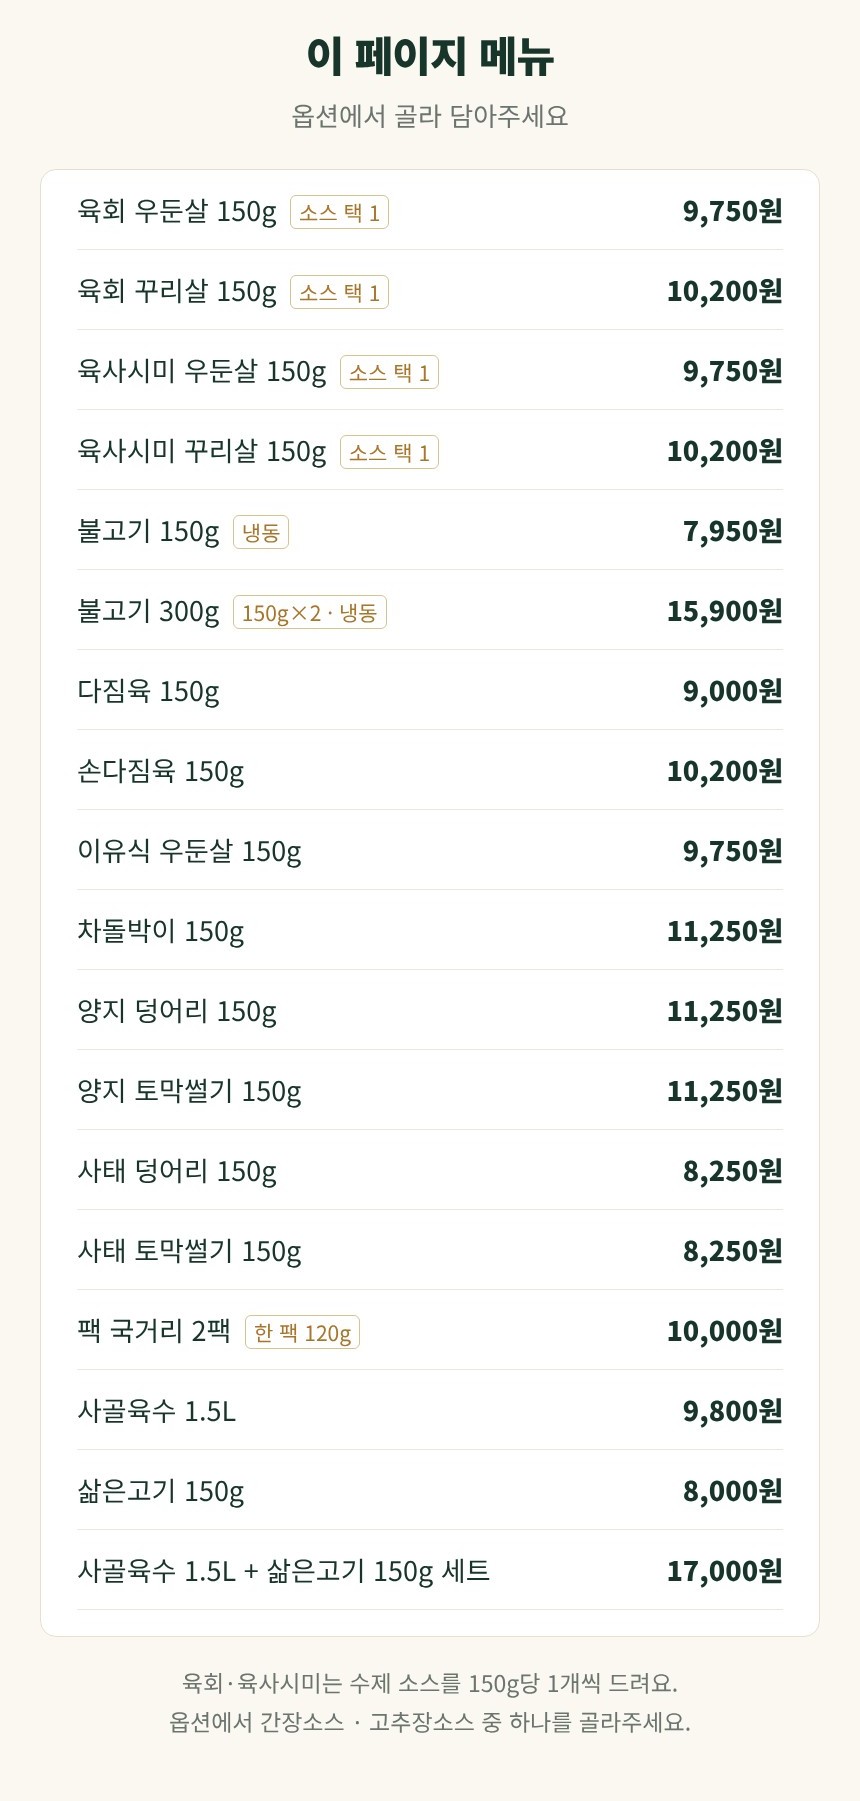 이 페이지 메뉴
옵션에서 골라 담아주세요
육회 우둔살 150g 소스 택 1 9,750원
육회 꾸리살 150g 소스 택 1 10,200원
육사시미 우둔살 150g 소스 택 1 9,750원
육사시미 꾸리살 150g 소스 택 1 10,200원
불고기 150g 냉동 7,950원
불고기 300g 150g×2 · 냉동 15,900원
다짐육 150g 9,000원
손다짐육 150g 10,200원
이유식 우둔살 150g 9,750원
차돌박이 150g 11,250원
양지 덩어리 150g 11,250원
양지 토막썰기 150g 11,250원
사태 덩어리 150g 8,250원
사태 토막썰기 150g 8,250원
팩 국거리 2팩 한 팩 120g 10,000원
사골육수 1.5L 9,800원
삶은고기 150g 8,000원
사골육수 1.5L + 삶은고기 150g 세트 17,000원
육회·육사시미는 수제 소스를 150g당 1개씩 드려요.
옵션에서 간장소스 · 고추장소스 중 하나를 골라주세요.